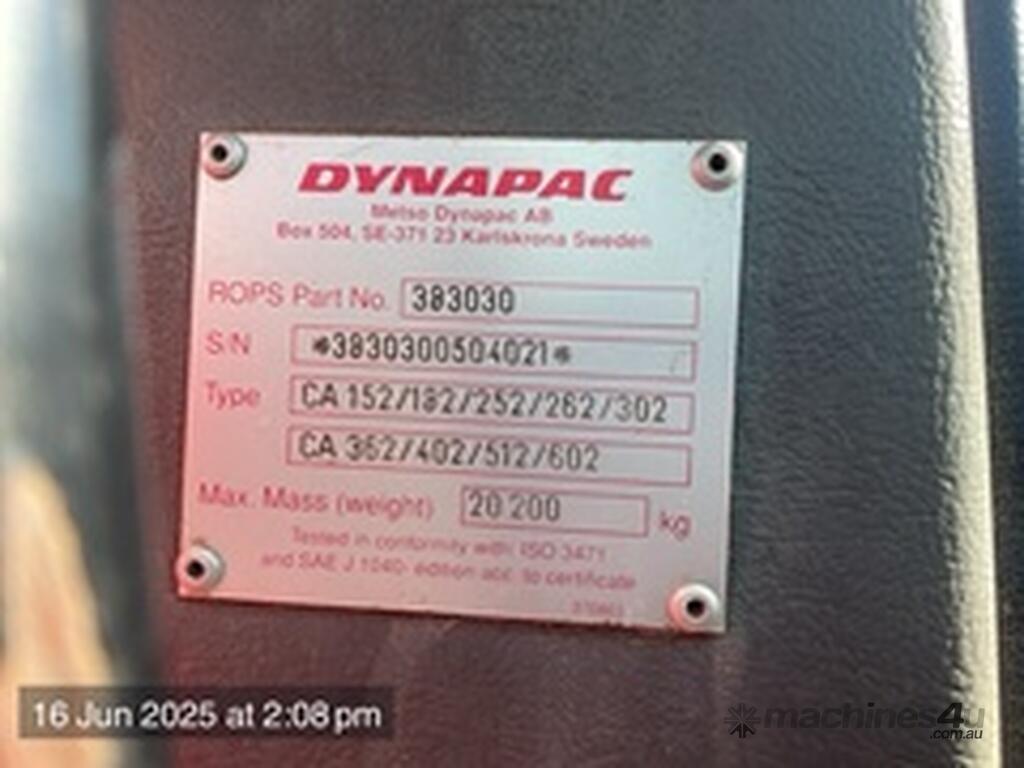 DYNAPAC
Metso Dynapac AB
Box 504, SE-371 23 Karlskrona Sweden
ROPS Part No. 383030
S/N *3830300504021*
Type CA 152/182/252/262/302
CA 362/402/512/602
Max. Mass (weight) 20 200 kg
Tested in conformity with: ISO 3471
and SAE J 1040- edition acc. to certificate
16 Jun 2025 at 2:08 pm
machines4u
.com.au